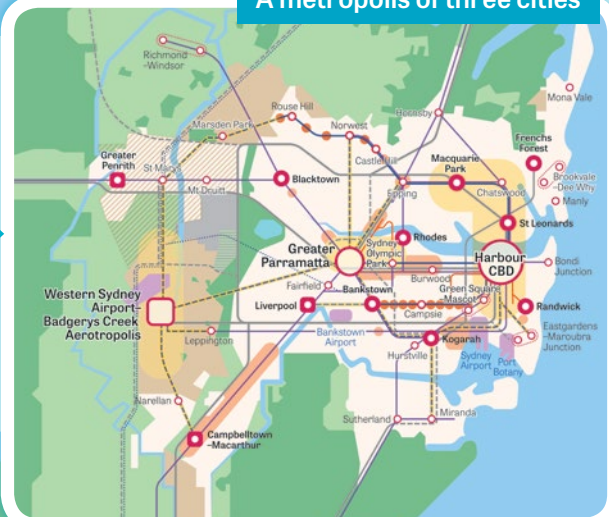 A metropolis of three cities
Richmond
–Windsor
Mona Vale
Rouse Hill
Hornsby
Marsden Park
Norwest
Frenchs
Forest
Castle Hill
Macquarie
Park
Greater
Penrith
St Marys
Mt Druitt
Blacktown
Epping
Chatswood
Brookvale
–Dee Why
Manly
St Leonards
Greater
Parramatta
Sydney
Olympic
Park
Rhodes
Harbour
CBD
Bondi
Junction
Western Sydney
Airport–
Badgerys Creek
Aerotropolis
Fairfield
Bankstown
Burwood
Green Square
–Mascot
Liverpool
Campsie
Randwick
Leppington
Bankstown
Airport
Kogarah
Eastgardens
–Maroubra
Junction
Hurstville
Sydney
Airport
Port
Botany
Narellan
Sutherland
Miranda
Campbelltown
–Macarthur